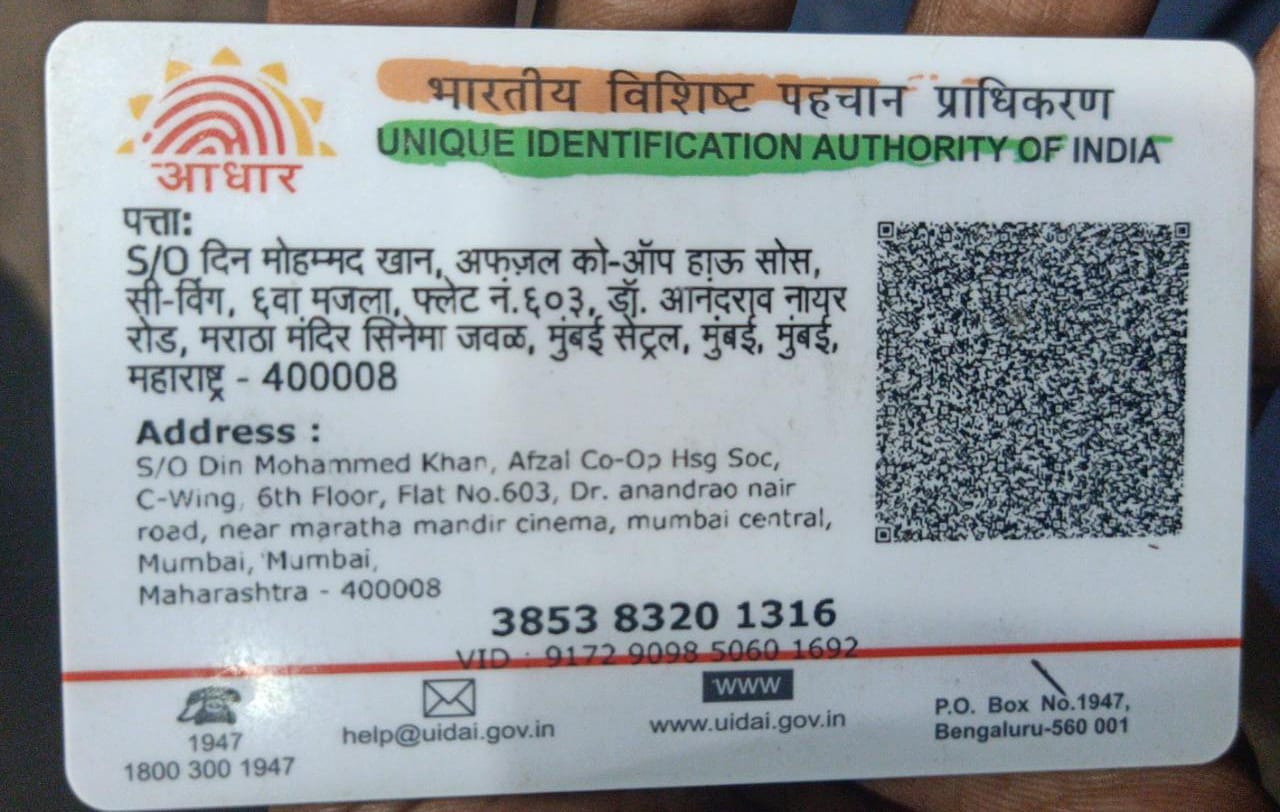 भारतीय विशिष्ट पहचान प्राधिकरण
UNIQUE IDENTIFICATION AUTHORITY OF INDIA
आधार
पत्ता:
S/O दिन मोहम्मद खान, अफज़ल को-ऑप हाऊ सोस,
सी-विंग, ६वा मजला, फ्लेट नं.६०३, डॉ. आनंदराव नायर
रोड, मराठा मंदिर सिनेमा जवळ, मुंबई सेट्रल, मुंबई, मुंबई,
महाराष्ट्र - 400008
Address :
S/O Din Mohammed Khan, Afzal Co-Op Hsg Soc,
C-Wing, 6th Floor, Flat No.603, Dr. anandrao nair
road, near maratha mandir cinema, mumbai central,
Mumbai, Mumbai,
Maharashtra - 400008
3853 8320 1316
VID : 9172 9098 5060 1692
1947
1800 300 1947
help@uidai.gov.in
WWW
www.uidai.gov.in
P.O. Box No.1947,
Bengaluru-560 001